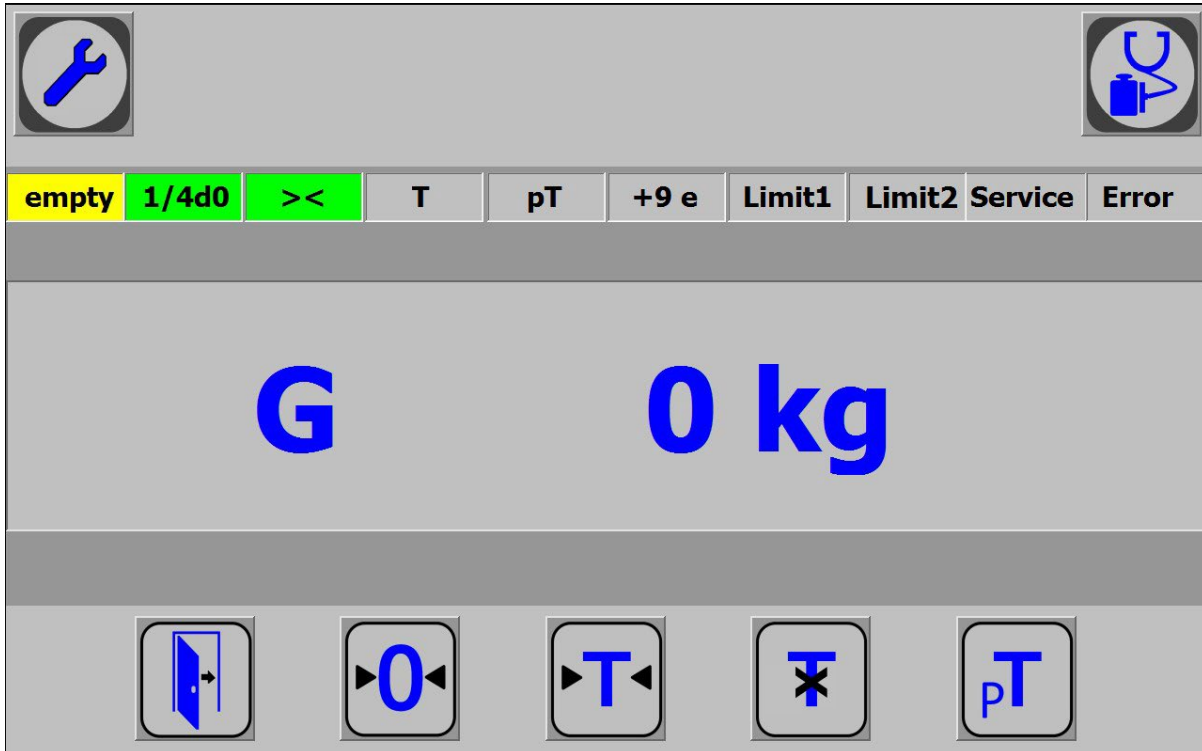 empty 1/4d0 >< T pT +9 e Limit1 Limit2 Service Error
G 0 kg
0 T T pT